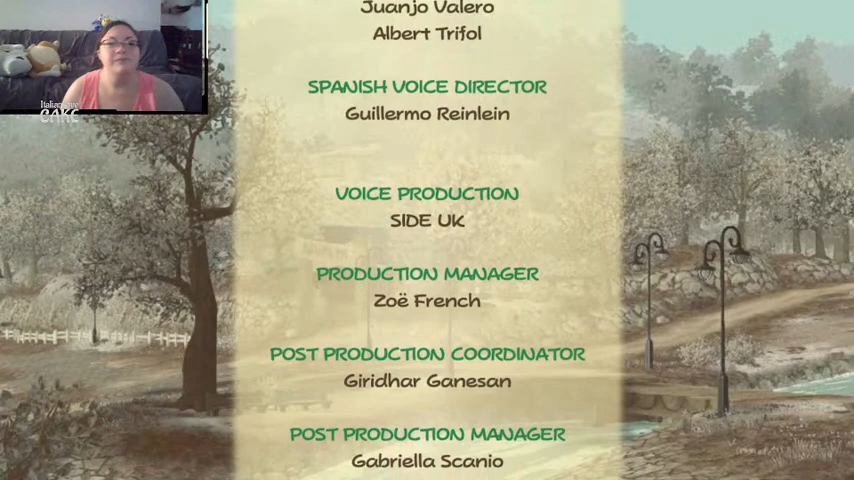 Juanjo Valero
Albert Trifol
SPANISH VOICE DIRECTOR
Guillermo Reinlein
VOICE PRODUCTION
SIDE UK
PRODUCTION MANAGER
Zoë French
POST PRODUCTION COORDINATOR
Giridhar Ganesan
POST PRODUCTION MANAGER
Gabriella Scanio
CAKE